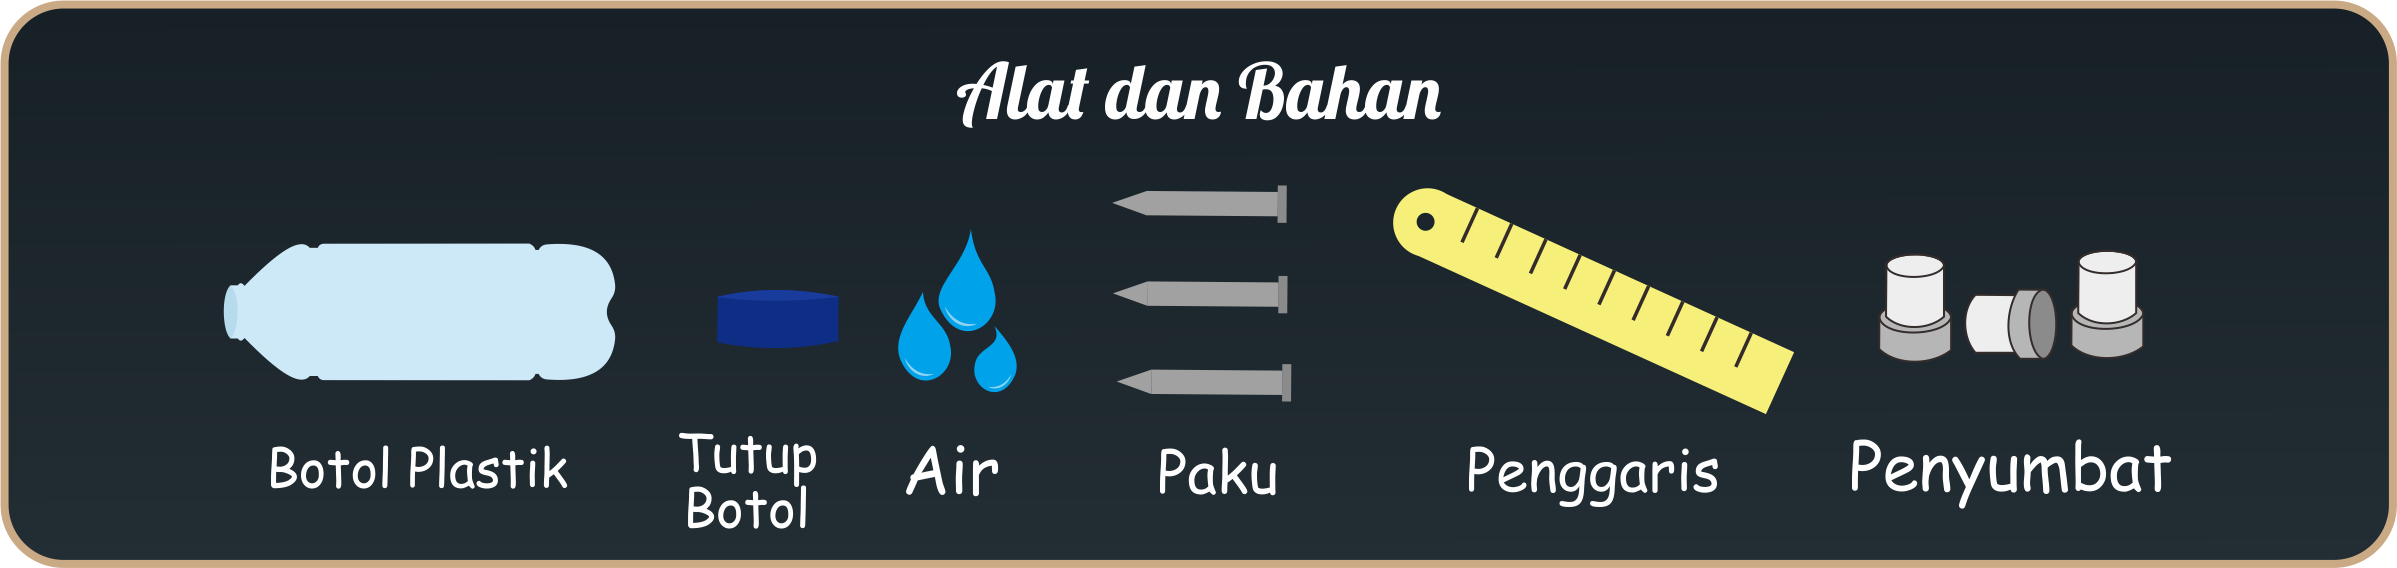 Alat dan Bahan
Botol Plastik
Tutup
Botol
Air
Paku
Penggaris
Penyumbat